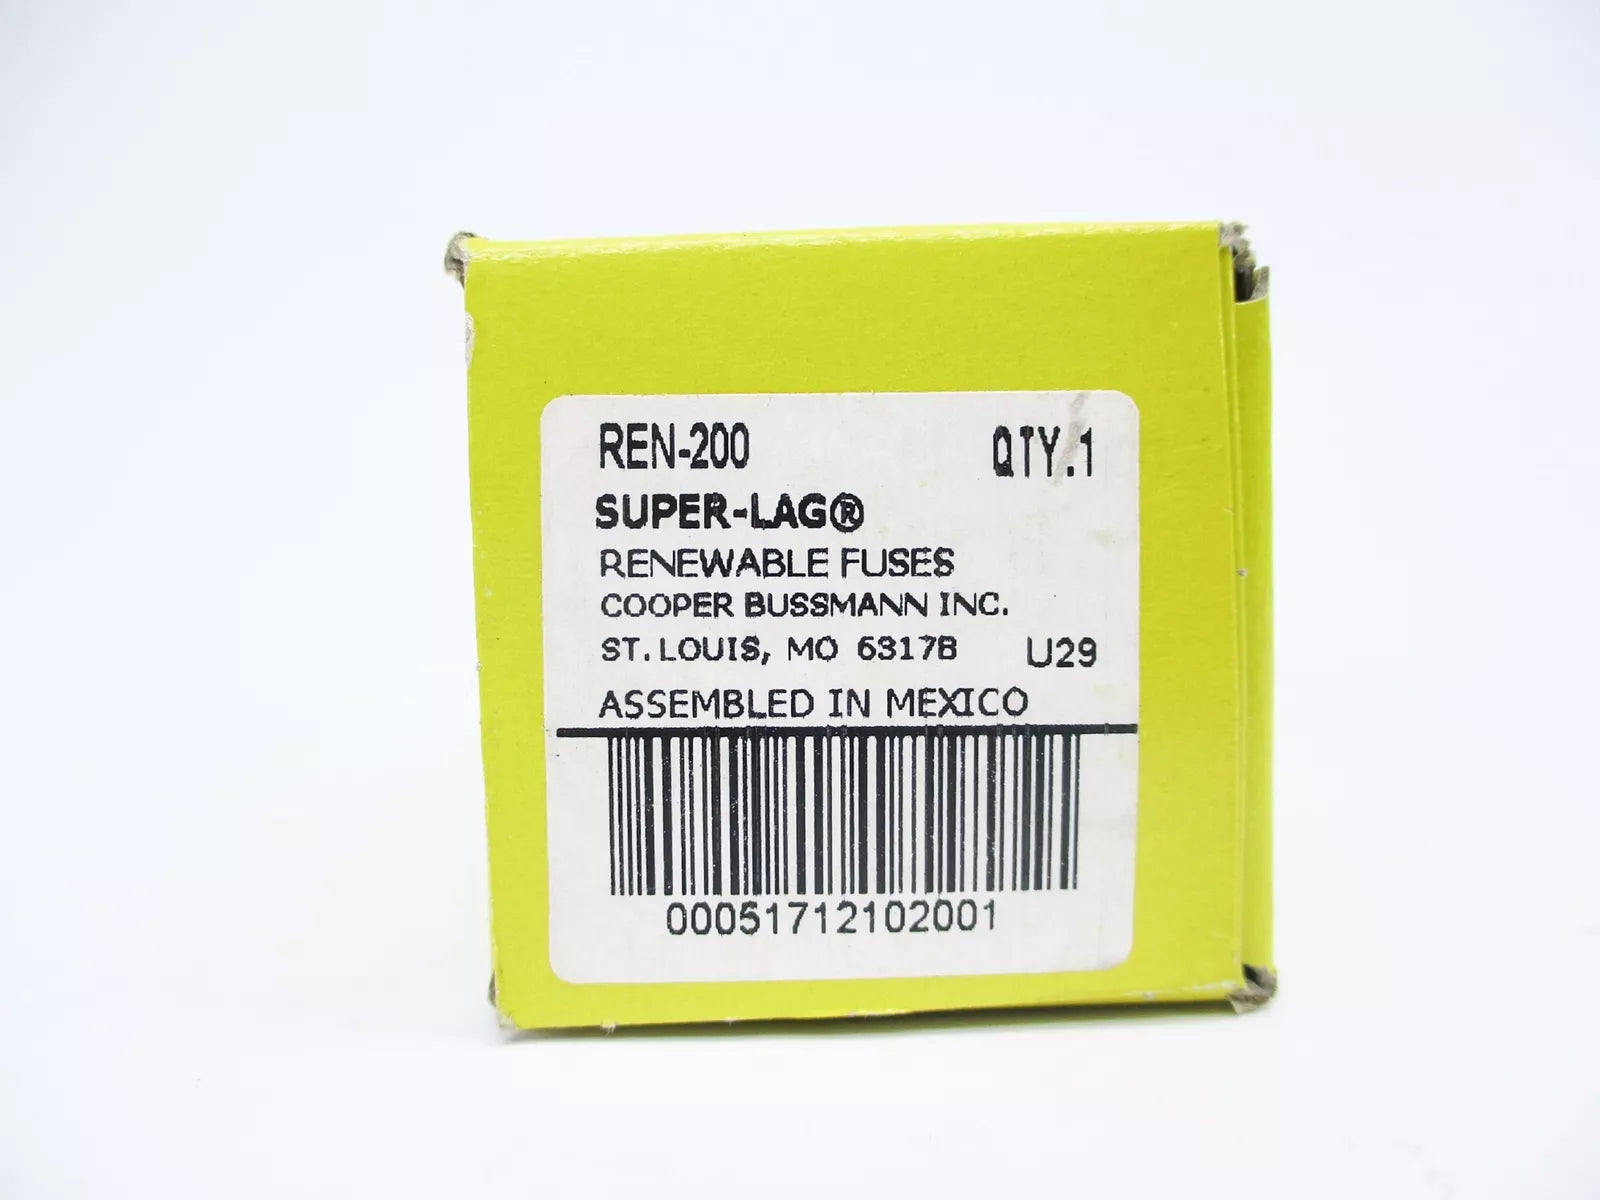 REN-200 QTY.1
SUPER-LAG®
RENEWABLE FUSES
COOPER BUSSMANN INC.
ST. LOUIS, MO 63178 U29
ASSEMBLED IN MEXICO
00051712102001